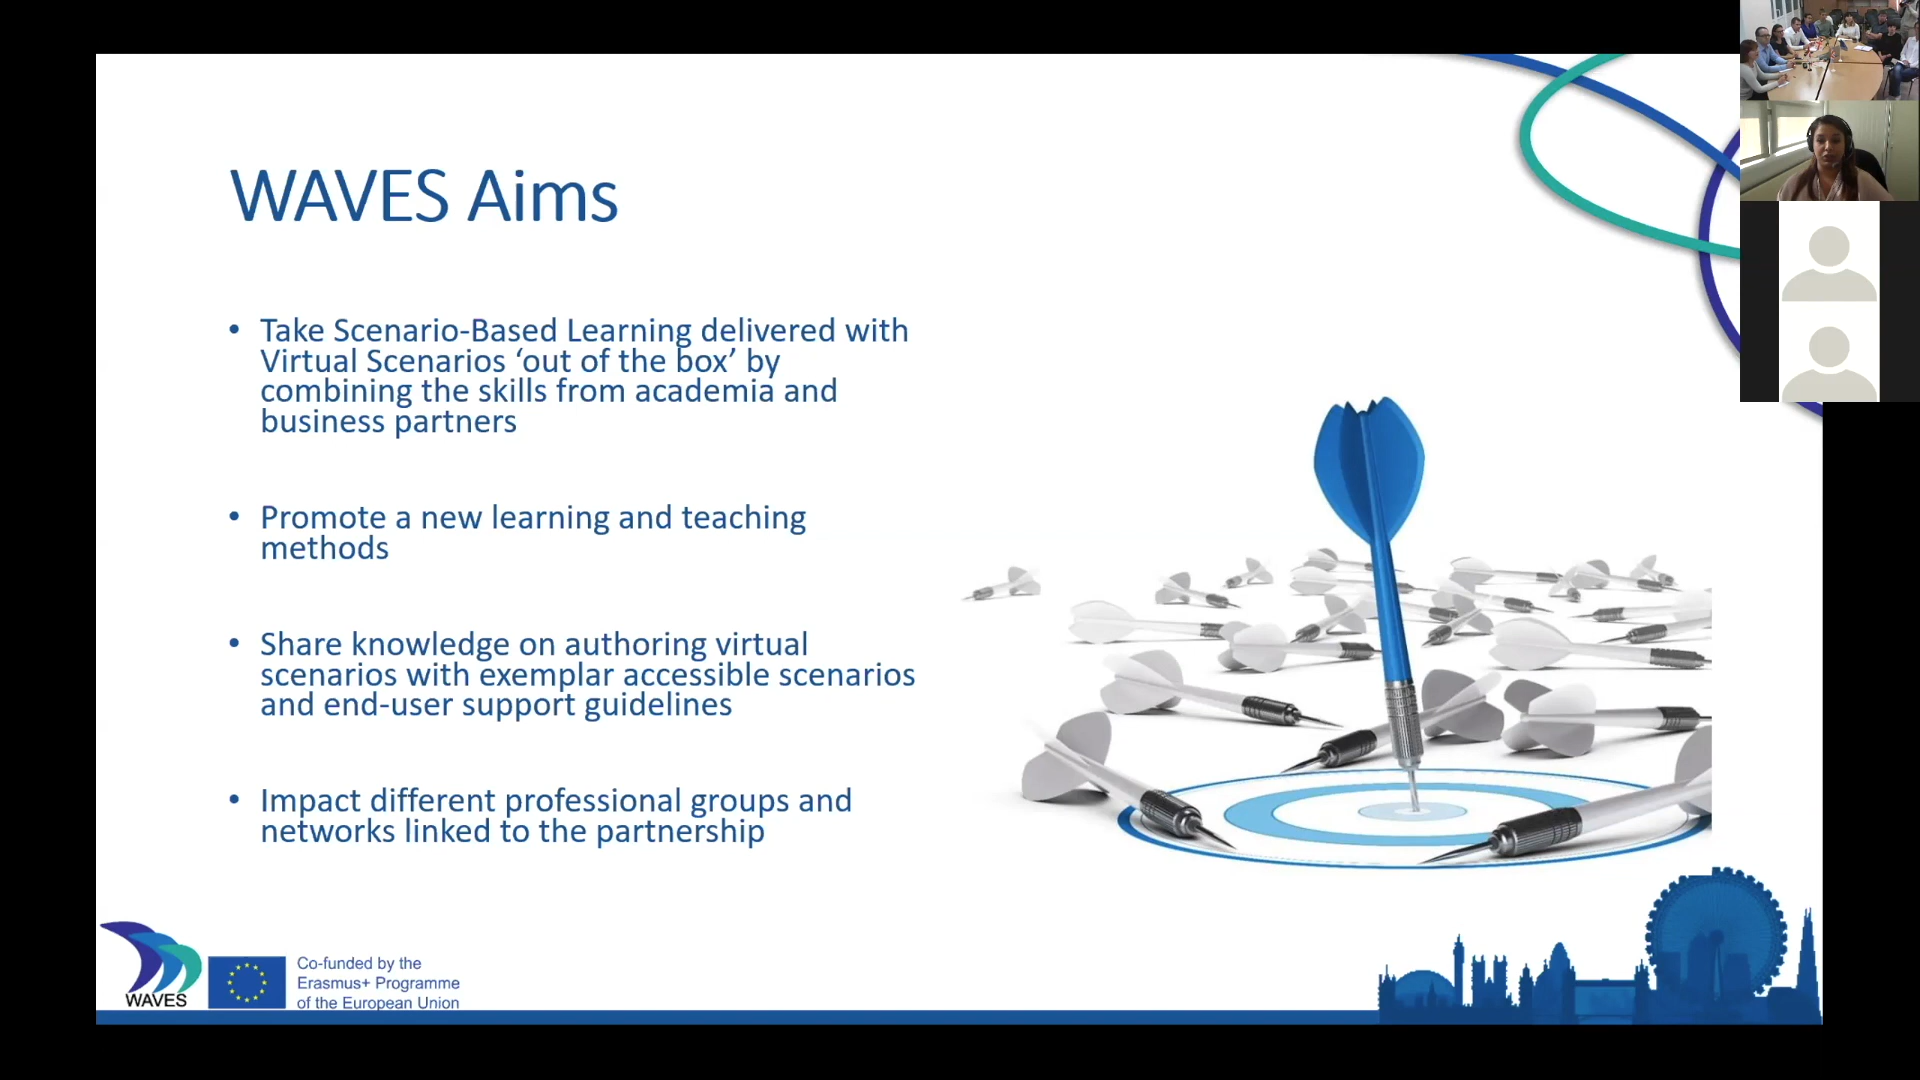 WAVES Aims
• Take Scenario-Based Learning delivered with
Virtual Scenarios ‘out of the box’ by
combining the skills from academia and
business partners
• Promote a new learning and teaching
methods
• Share knowledge on authoring virtual
scenarios with exemplar accessible scenarios
and end-user support guidelines
• Impact different professional groups and
networks linked to the partnership
WAVES
Co-funded by the
Erasmus+ Programme
of the European Union